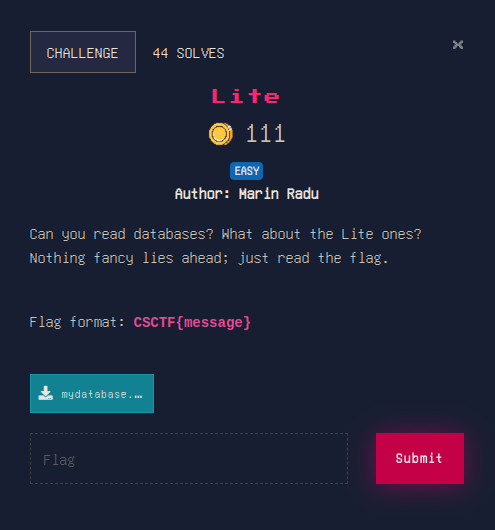 CHALLENGE
44 SOLVES
×
Lite
111
EASY
Author: Marin Radu
Can you read databases? What about the Lite ones?
Nothing fancy lies ahead; just read the flag.
Flag format: CSCTF{message}
mydatabase.…
Flag
Submit